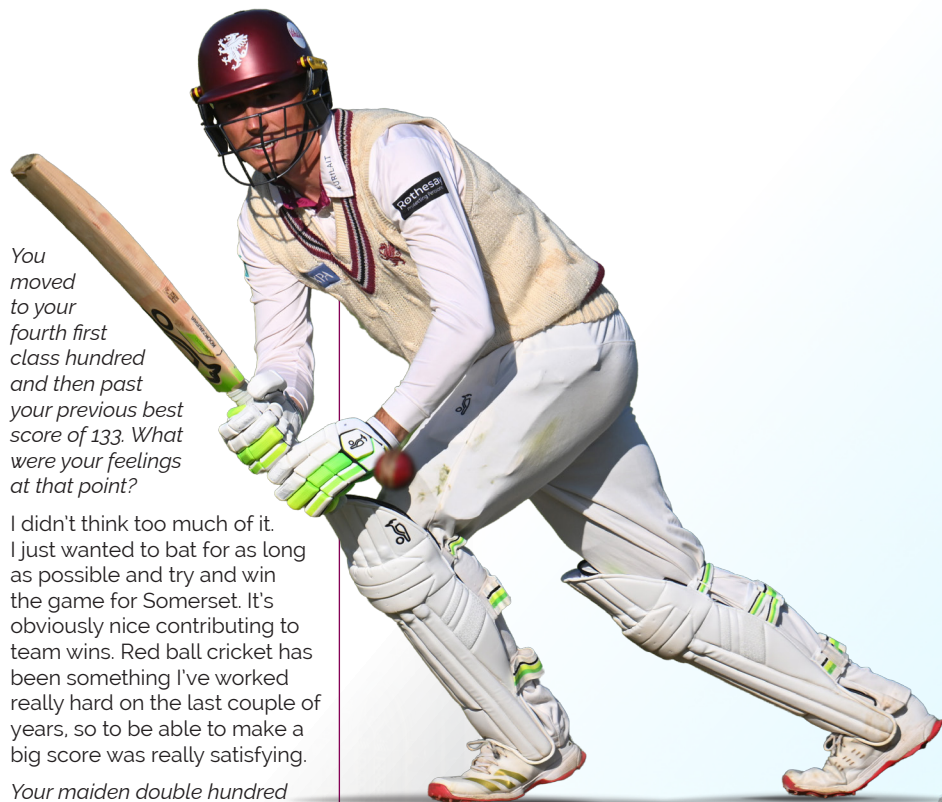 You
moved
to your
fourth first
class hundred
and then past
your previous best
score of 133. What
were your feelings
at that point?
I didn't think too much of it.
I just wanted to bat for as long
as possible and try and win
the game for Somerset. It's
obviously nice contributing to
team wins. Red ball cricket has
been something I've worked
really hard on the last couple of
years, so to be able to make a
big score was really satisfying.
Your maiden double hundred
Rothesay